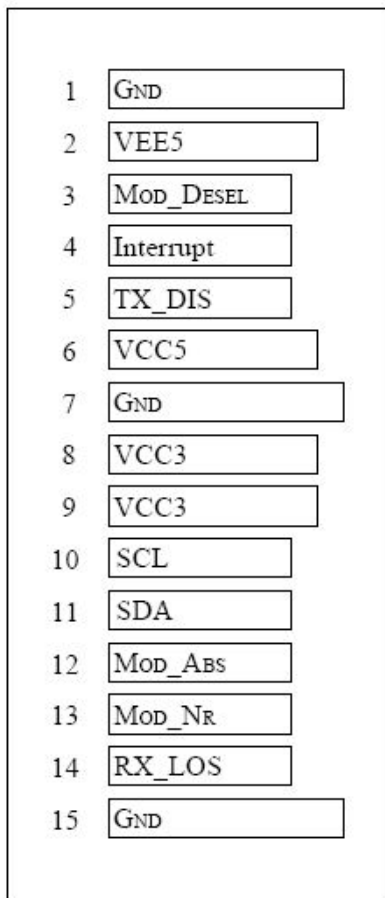 1 GND
2 VEE5
3 MOD_DESEL
4 Interrupt
5 TX_DIS
6 VCC5
7 GND
8 VCC3
9 VCC3
10 SCL
11 SDA
12 MOD_ABS
13 MOD_NR
14 RX_LOS
15 GND